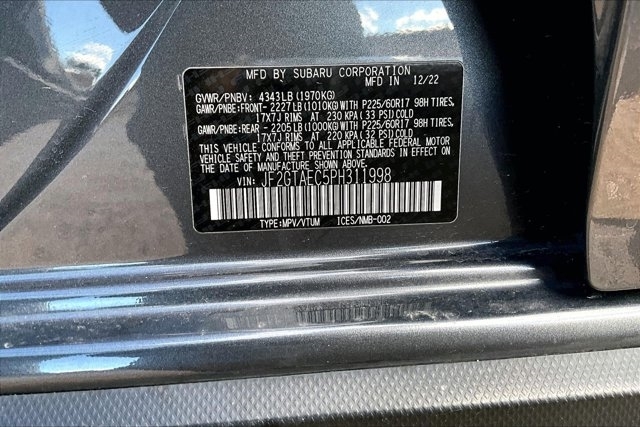 MFD BY SUBARU CORPORATION
MFD IN 12/22
GVWR/PNBV: 4343LB (1970KG)
GAWR/PNBE:FRONT- 2227LB (1010KG) WITH P225/60R17 98H TIRES,
17X7J RIMS AT 230 KPA (33 PSI) COLD
GAWR/PNBE:REAR - 2205LB (1000KG) WITH P225/60R17 98H TIRES,
17X7J RIMS AT 220 KPA (32 PSI) COLD
THIS VEHICLE CONFORMS TO ALL APPLICABLE FEDERAL MOTOR
VEHICLE SAFETY AND THEFT PREVENTION STANDARDS IN EFFECT
ON THE DATE OF MANUFACTURE SHOWN ABOVE.
JF2GTAEC5PH311998
TYPE:MPV/VTUM ICES/NMB-002